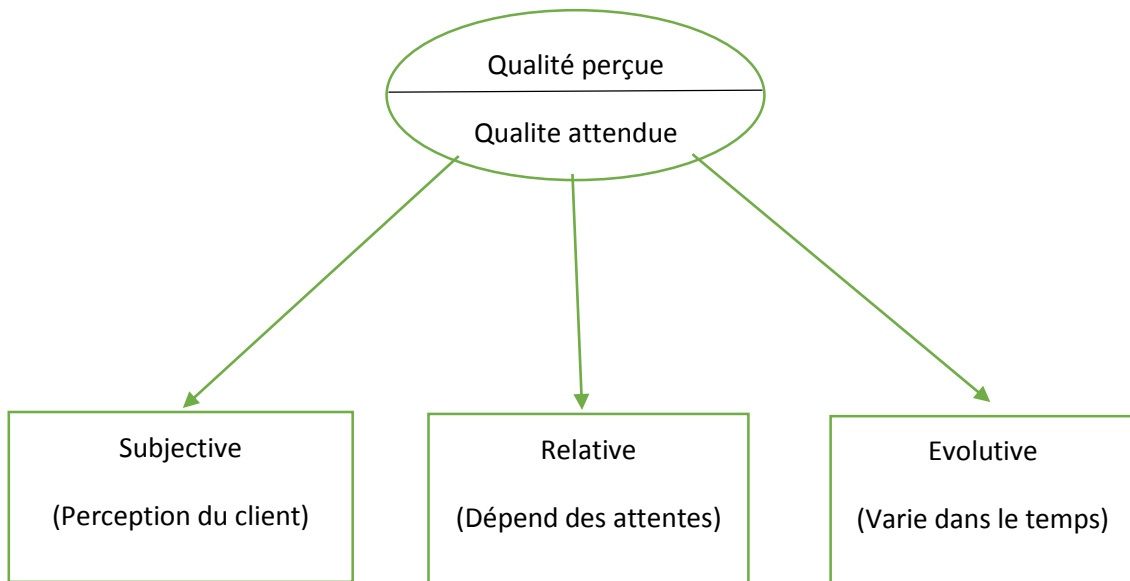 Qualité perçue
Qualite attendue
Subjective
(Perception du client)
Relative
(Dépend des attentes)
Evolutive
(Varie dans le temps)